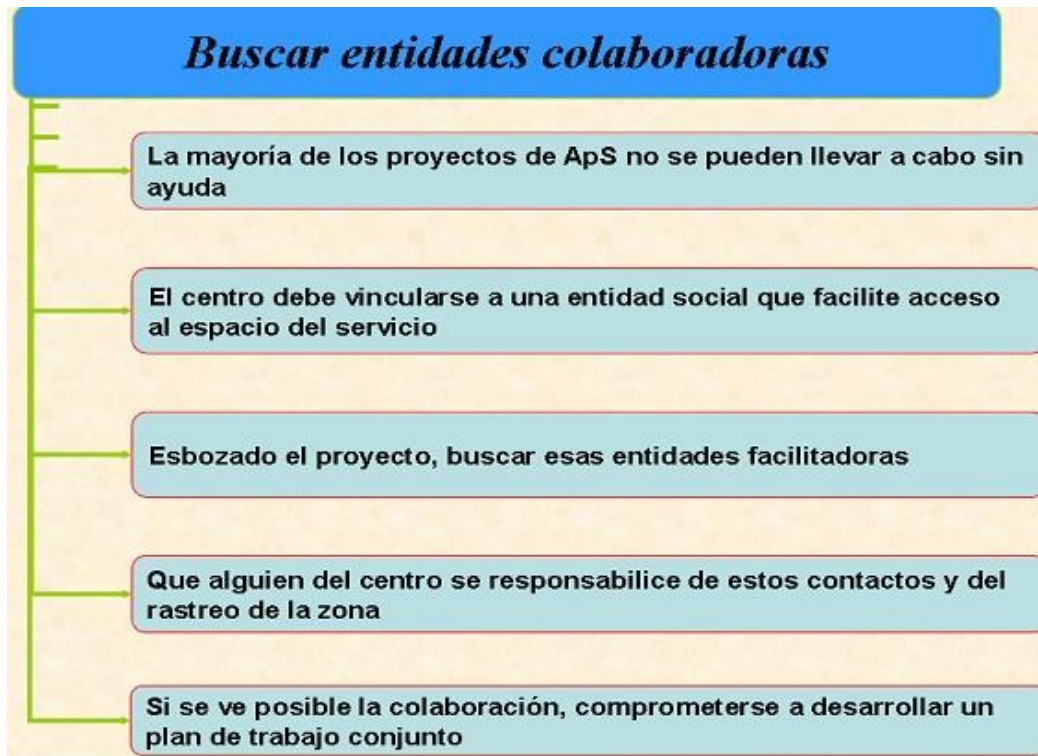 Buscar entidades colaboradoras
La mayoría de los proyectos de ApS no se pueden llevar a cabo sin
ayuda
El centro debe vincularse a una entidad social que facilite acceso
al espacio del servicio
Esbozado el proyecto, buscar esas entidades facilitadoras
Que alguien del centro se responsabilice de estos contactos y del
rastreo de la zona
Si se ve posible la colaboración, comprometerse a desarrollar un
plan de trabajo conjunto